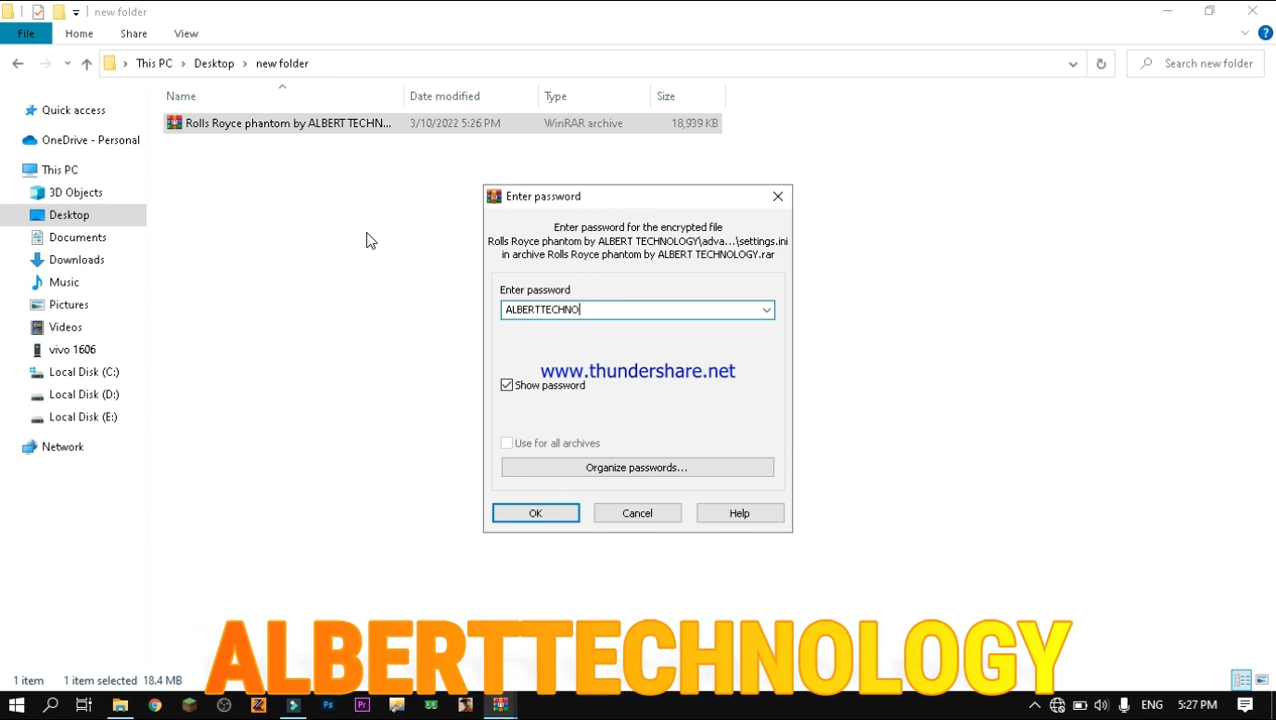 new folder
File Home Share View
This PC Desktop new folder
Search new folder
Name Date modified Type Size
Rolls Royce phantom by ALBERT TECHN... 3/10/2022 5:26 PM WinRAR archive 18,939 KB
Quick access
OneDrive - Personal
This PC
3D Objects
Desktop
Documents
Downloads
Music
Pictures
Videos
vivo 1606
Local Disk (C:)
Local Disk (D:)
Local Disk (E:)
Network
Enter password
Enter password for the encrypted file
Rolls Royce phantom by ALBERT TECHNOLOGY\adva...\settings.ini
in archive Rolls Royce phantom by ALBERT TECHNOLOGY.rar
Enter password
ALBERTTECHNO
www.thundershare.net
Show password
Use for all archives
Organize passwords...
OK Cancel Help
ALBERTTECHNOLOGY
1 item 1 item selected 18.4 MB
ENG 5:27 PM